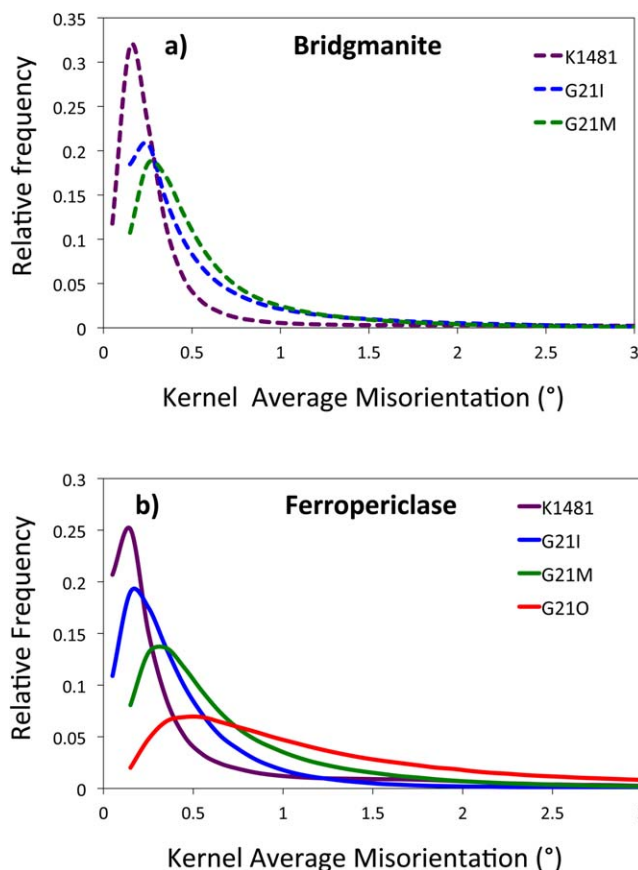 0.35
0.3
0.25
0.2
0.15
0.1
0.05
0
Relative frequency
a) Bridgmanite
K1481
G21I
G21M
0.5 1 1.5 2 2.5 3
Kernel Average Misorientation (°)
0.3
0.25
0.2
0.15
0.1
0.05
0
Relative Frequency
b) Ferropericlase
K1481
G21I
G21M
G21O
0 0.5 1 1.5 2 2.5
Kernel Average Misorientation (°)